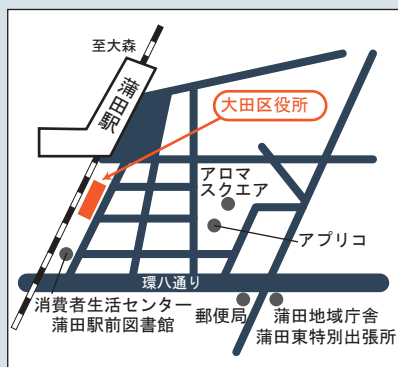 至大森
蒲田駅
大田区役所
アロマ
スクエア
アプリコ
環八通り
消費者生活センター
蒲田駅前図書館
郵便局
蒲田地域庁舎
蒲田東特別出張所